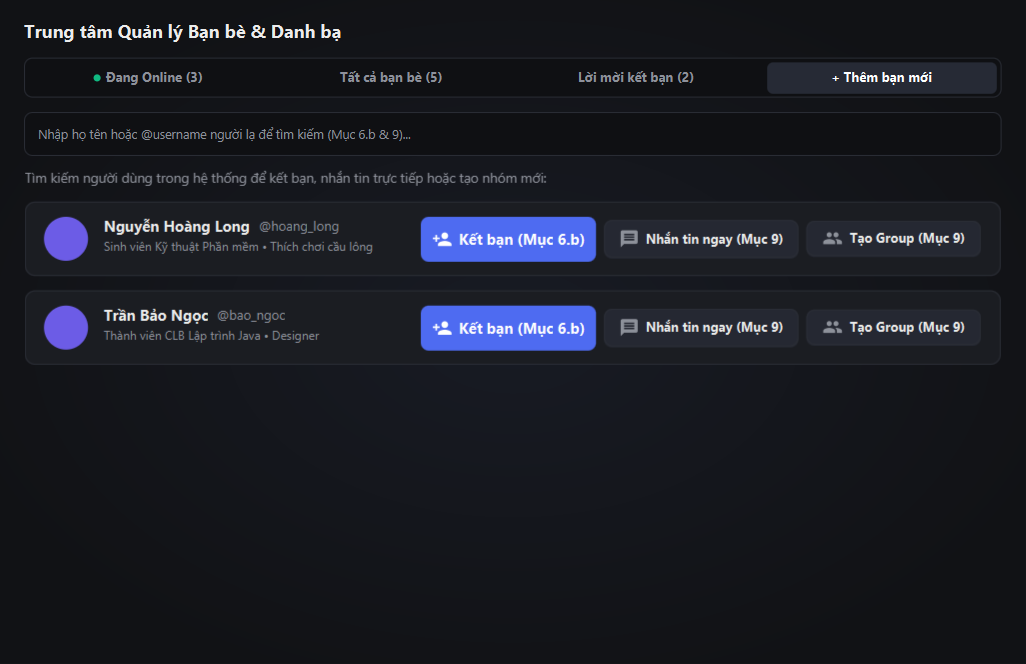 Trung tâm Quản lý Bạn bè & Danh bạ
Đang Online (3)
Tất cả bạn bè (5)
Lời mời kết bạn (2)
+ Thêm bạn mới
Nhập họ tên hoặc @username người lạ để tìm kiếm (Mục 6.b & 9)...
Tìm kiếm người dùng trong hệ thống để kết bạn, nhắn tin trực tiếp hoặc tạo nhóm mới:
Nguyễn Hoàng Long @hoang_long
Sinh viên Kỹ thuật Phần mềm • Thích chơi cầu lông
Kết bạn (Mục 6.b)
Nhắn tin ngay (Mục 9)
Tạo Group (Mục 9)
Trần Bảo Ngọc @bao_ngoc
Thành viên CLB Lập trình Java • Designer
Kết bạn (Mục 6.b)
Nhắn tin ngay (Mục 9)
Tạo Group (Mục 9)